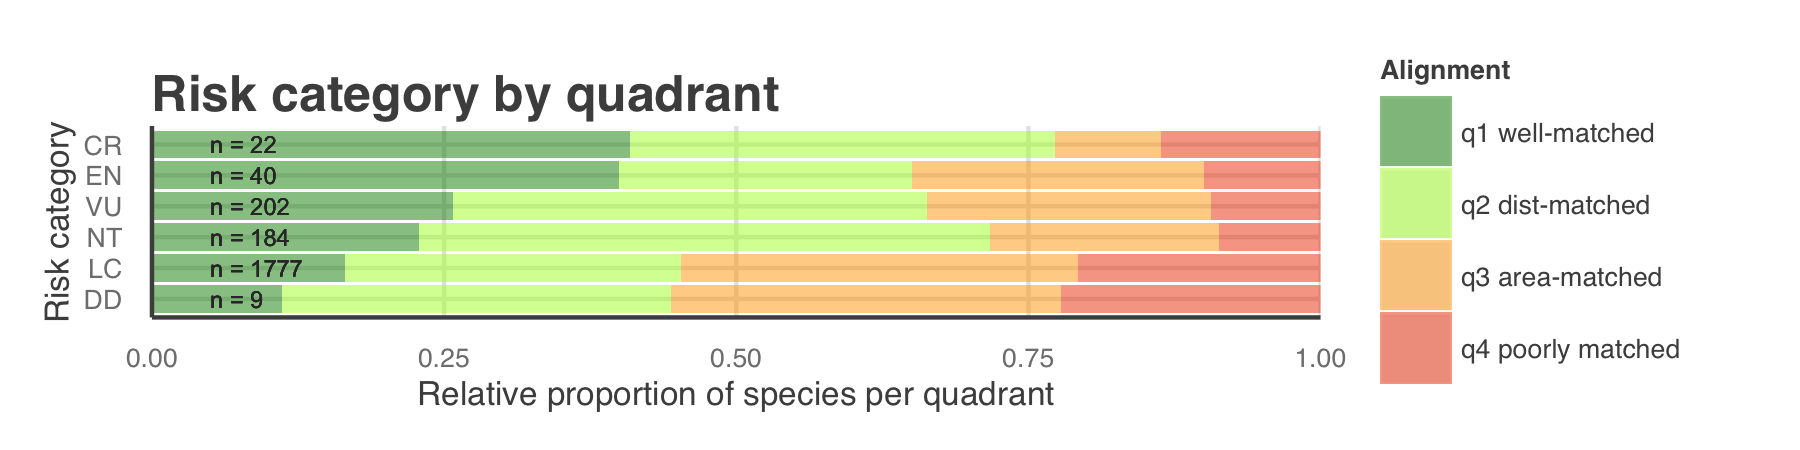 Risk category by quadrant
Risk category
CR n = 22
EN n = 40
VU n = 202
NT n = 184
LC n = 1777
DD n = 9
0.00 0.25 0.50 0.75 1.00
Relative proportion of species per quadrant
Alignment
q1 well-matched
q2 dist-matched
q3 area-matched
q4 poorly matched